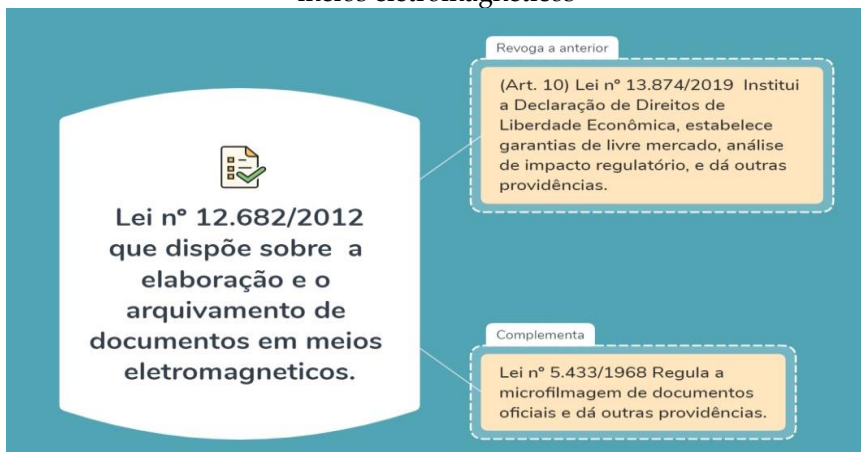 meios eletromagnéticos
Revoga a anterior
(Art. 10) Lei nº 13.874/2019 Institui
a Declaração de Direitos de
Liberdade Econômica, estabelece
garantias de livre mercado, análise
de impacto regulatório, e dá outras
providências.
Lei nº 12.682/2012
que dispõe sobre a
elaboração e o
arquivamento de
documentos em meios
eletromagneticos.
Complementa
Lei nº 5.433/1968 Regula a
microfilmagem de documentos
oficiais e dá outras providências.